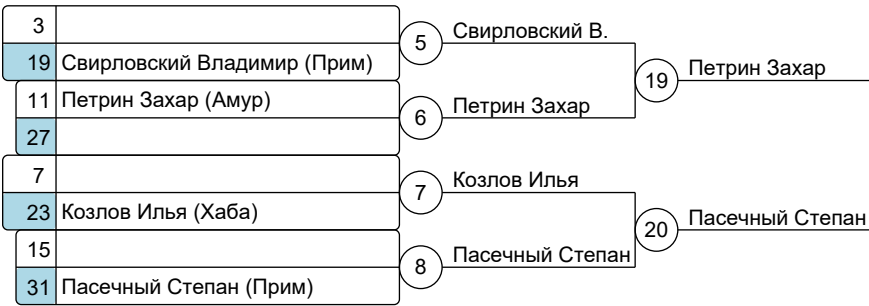 3
19 Свирловский Владимир (Прим)
11 Петрин Захар (Амур)
27
7
23 Козлов Илья (Хаба)
15
31 Пасечный Степан (Прим)
5 Свирловский В.
6 Петрин Захар
7 Козлов Илья
8 Пасечный Степан
19 Петрин Захар
20 Пасечный Степан